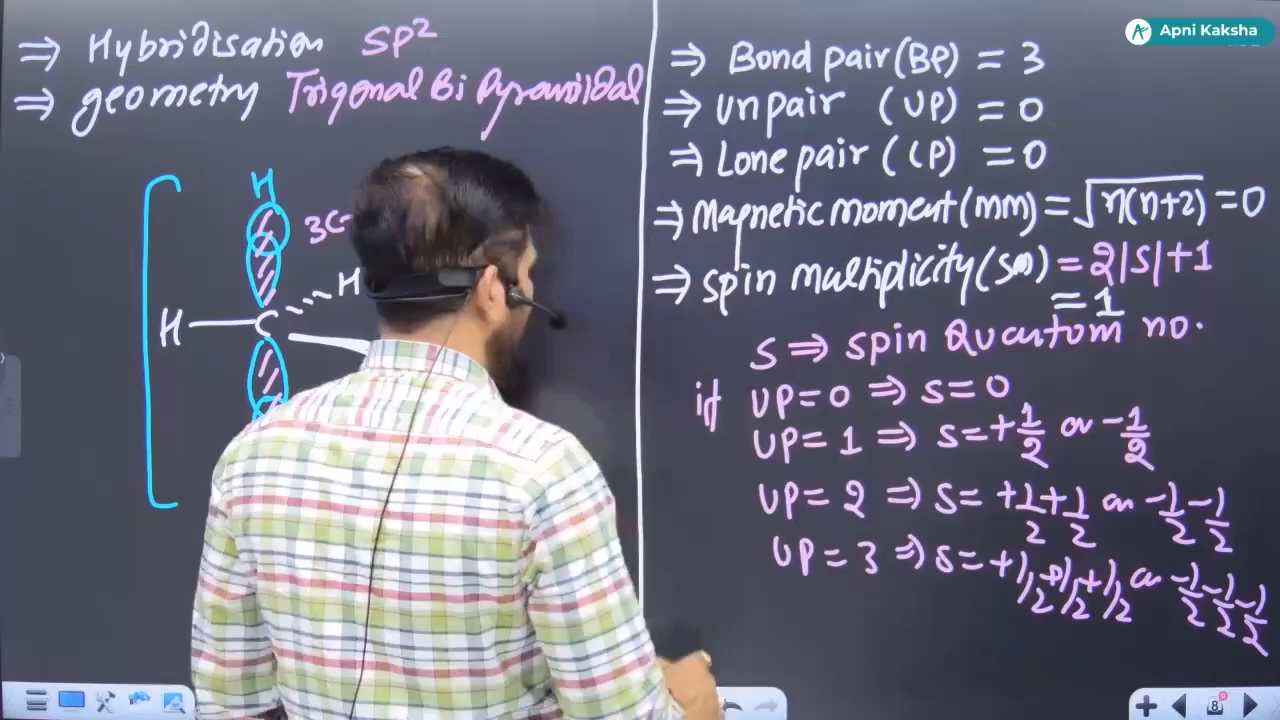 ⇒ Hybridisation SP²
⇒ geometry Trigonal Bi Pyramidal
H
H
H — C
⇒ Bond pair (BP) = 3
⇒ unpair (UP) = 0
⇒ Lone pair (LP) = 0
⇒ Magnetic moment (mm) = √n(n+2) = 0
⇒ spin multiplicity (sm) = 2|S|+1
= 1
S ⇒ spin Quantum no.
if UP = 0 ⇒ S = 0
UP = 1 ⇒ S = +1/2 or -1/2
UP = 2 ⇒ S = +1/2+1/2 or -1/2-1/2
UP = 3 ⇒ S = +1/2+1/2+1/2 or -1/2-1/2-1/2
Apni Kaksha
8